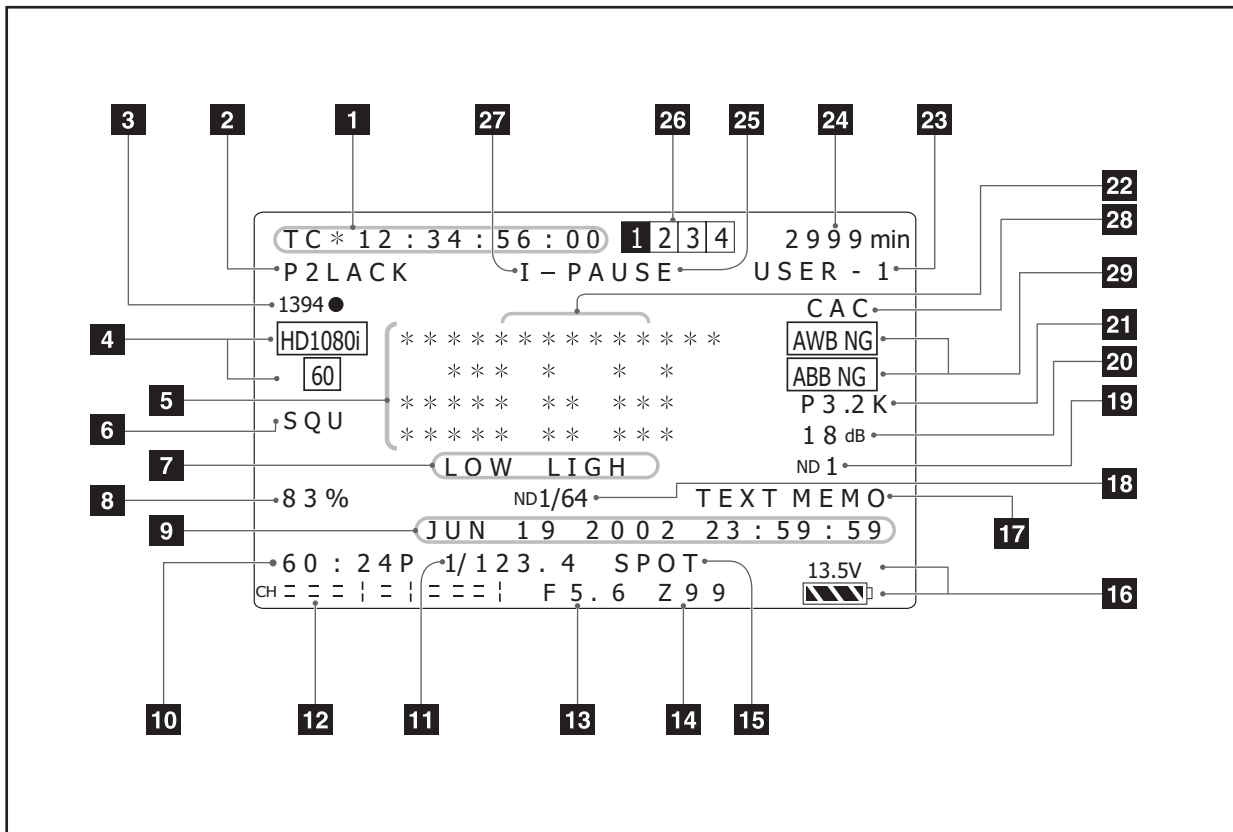 3 2 1 27 26 25 24 23
22
28
TC*12:34:56:00 1 2 3 4 2999 min
P2LACK I-PAUSE USER-1
29
1394● CAC
21
4 HD1080i ************** AWB NG
20
60 *** * * * ABB NG
5 ***** ** *** P3.2K
19
6 SQU ***** ** *** 18 dB
7 LOW LIGH ND1
18
8 83% ND1/64 TEXT MEMO
17
9 JUN 19 2002 23:59:59
60:24P 1/123.4 SPOT 13.5V
16
CH F5.6 Z99
10 12 11 13 14 15